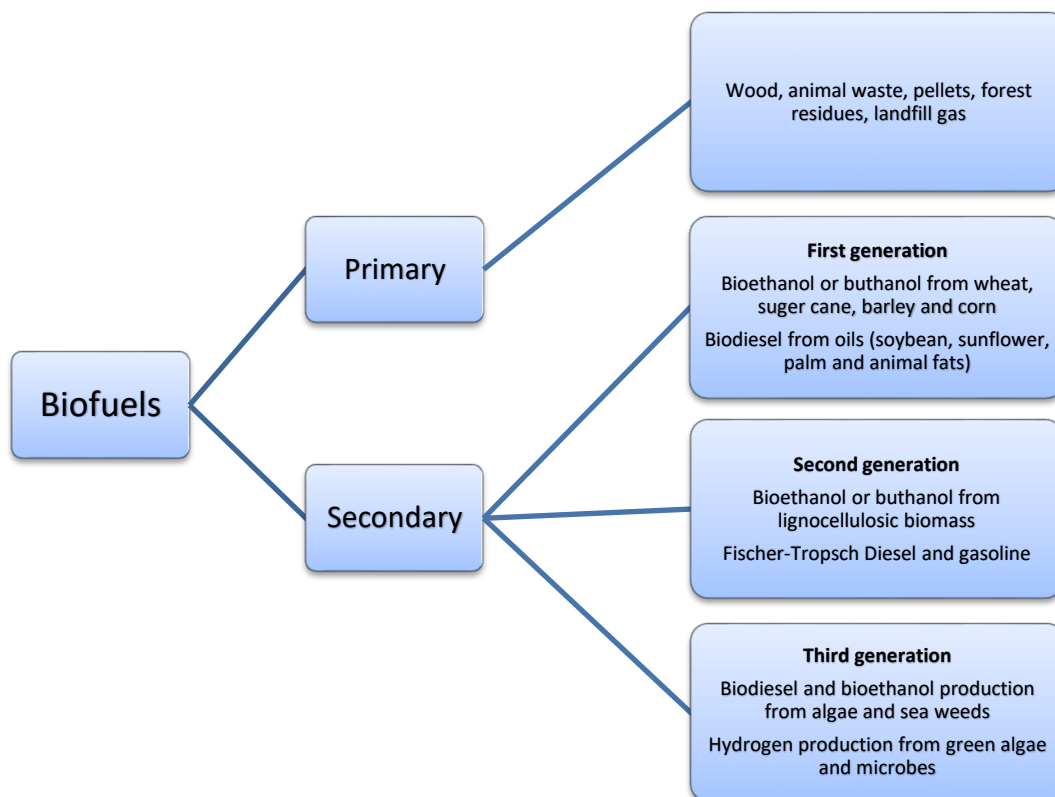 Biofuels
Primary
Wood, animal waste, pellets, forest
residues, landfill gas
Secondary
First generation
Bioethanol or buthanol from wheat,
suger cane, barley and corn
Biodiesel from oils (soybean, sunflower,
palm and animal fats)
Second generation
Bioethanol or buthanol from
lignocellulosic biomass
Fischer-Tropsch Diesel and gasoline
Third generation
Biodiesel and bioethanol production
from algae and sea weeds
Hydrogen production from green algae
and microbes